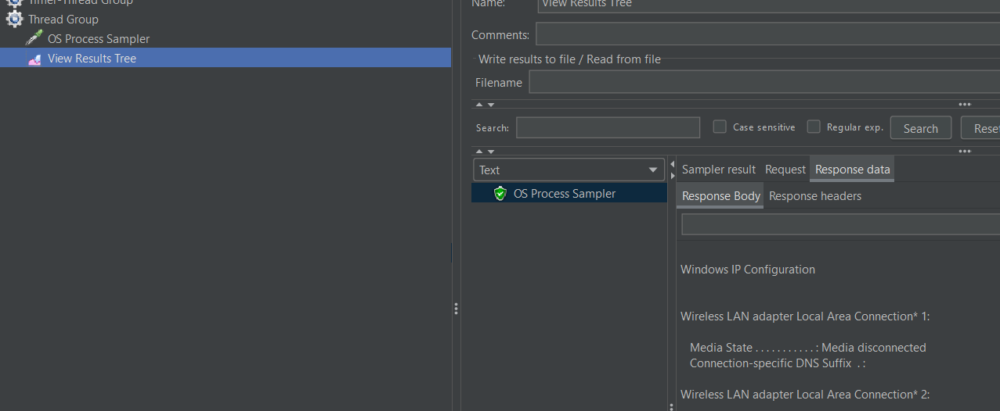 Timer-Thread Group
Thread Group
OS Process Sampler
View Results Tree
Name: View Results Tree
Comments:
Write results to file / Read from file
Filename
Search: Case sensitive Regular exp. Search Reset
Text
OS Process Sampler
Sampler result Request Response data
Response Body Response headers
Windows IP Configuration
Wireless LAN adapter Local Area Connection* 1:
Media State . . . . . . . . . . . : Media disconnected
Connection-specific DNS Suffix . :
Wireless LAN adapter Local Area Connection* 2: